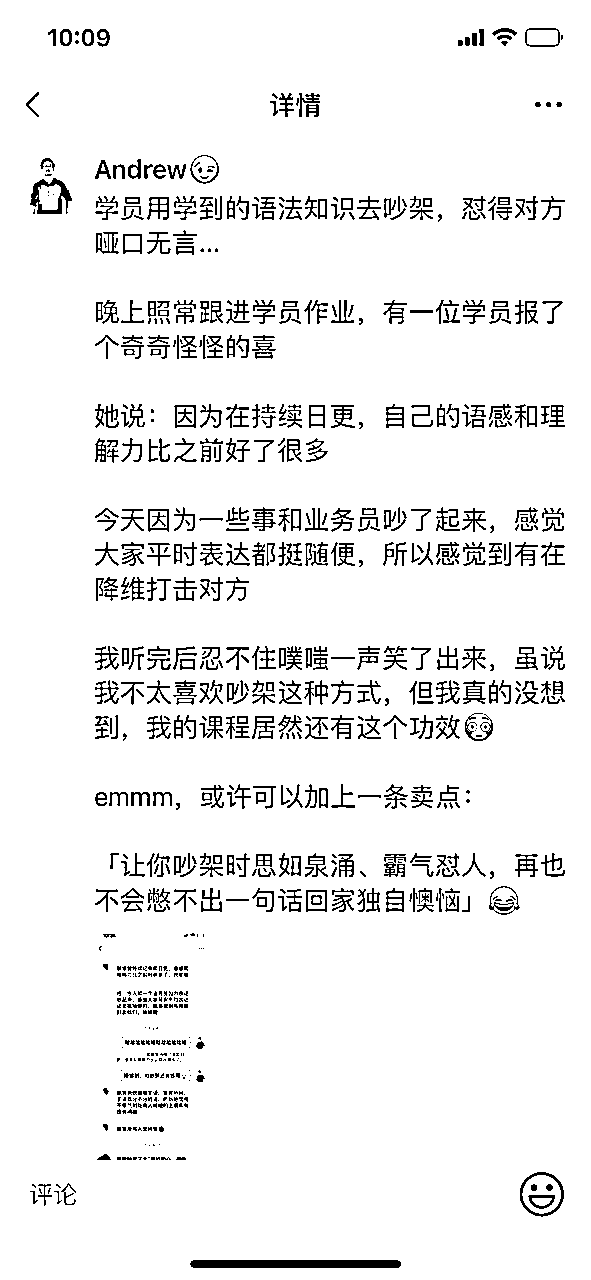 10:09
详情
Andrew😉
学员用学到的语法知识去吵架，怼得对方
哑口无言...
晚上照常跟进学员作业，有一位学员报了
个奇奇怪怪的喜
她说：因为在持续日更，自己的语感和理
解力比之前好了很多
今天因为一些事和业务员吵了起来，感觉
大家平时表达都挺随便，所以感觉到有在
降维打击对方
我听完后忍不住噗嗤一声笑了出来，虽说
我不太喜欢吵架这种方式，但我真的没想
到，我的课程居然还有这个功效😳
emmm，或许可以加上一条卖点：
「让你吵架时思如泉涌、霸气怼人，再也
不会憋不出一句话回家独自懊恼」😂
评论